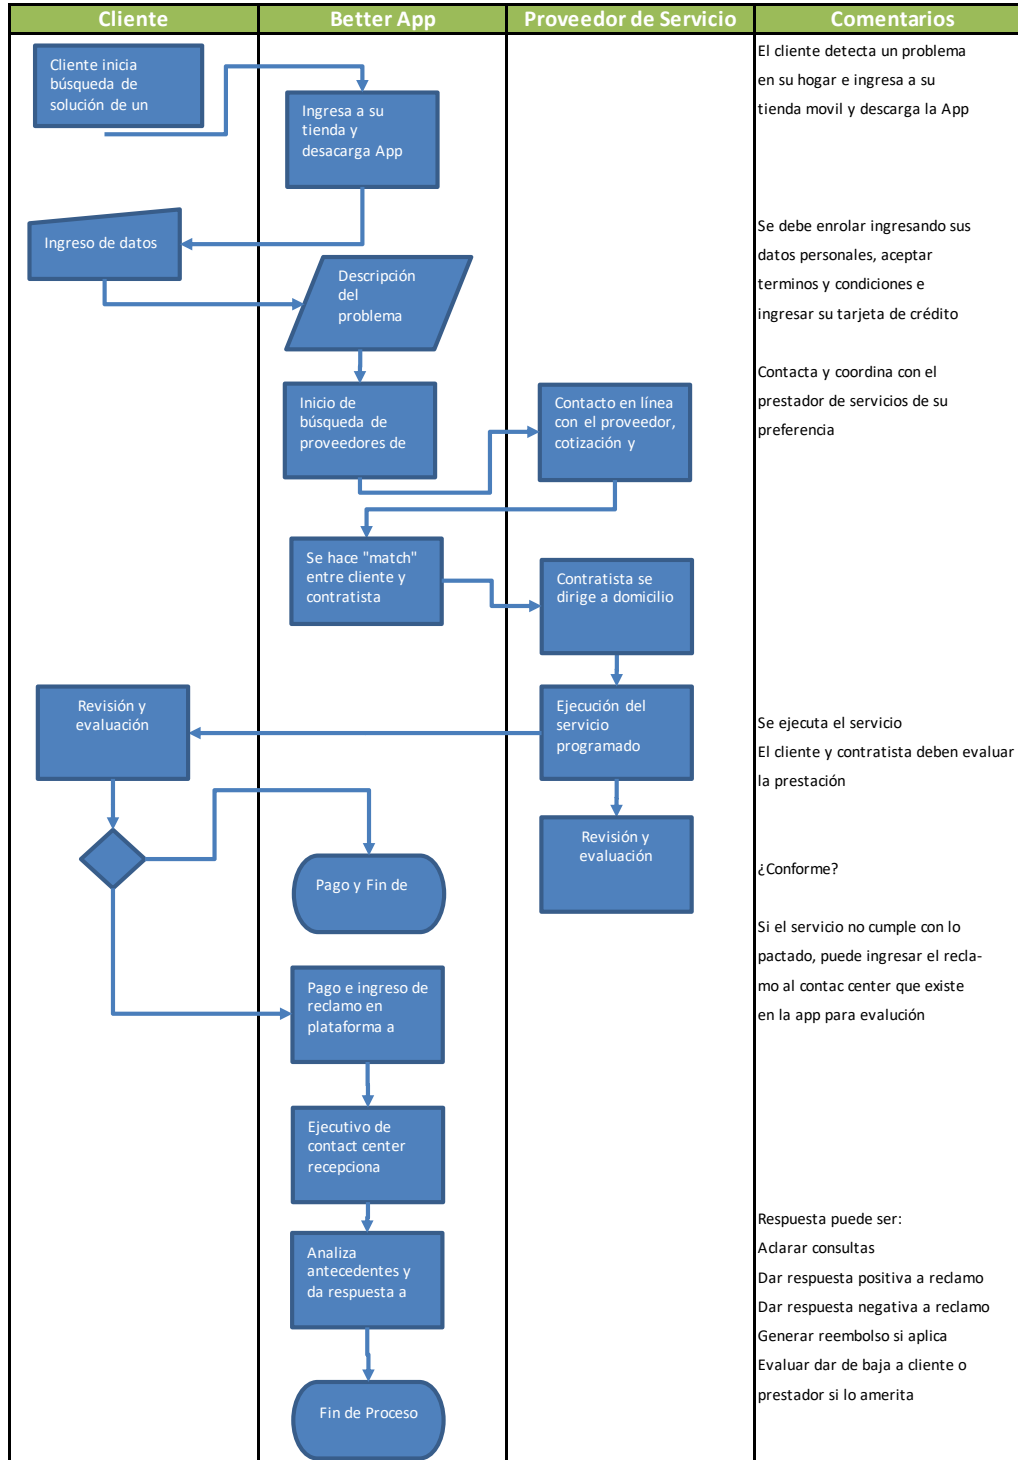 Cliente
Better App
Proveedor de Servicio
Comentarios
Cliente inicia
búsqueda de
solución de un
Ingresa a su
tienda y
desacarga App
El cliente detecta un problema
en su hogar e ingresa a su
tienda movil y descarga la App
Ingreso de datos
Descripción
del
problema
Se debe enrolar ingresando sus
datos personales, aceptar
terminos y condiciones e
ingresar su tarjeta de crédito
Inicio de
búsqueda de
proveedores de
Contacto en línea
con el proveedor,
cotización y
Contacta y coordina con el
prestador de servicios de su
preferencia
Se hace "match"
entre cliente y
contratista
Contratista se
dirige a domicilio
Revisión y
evaluación
Ejecución del
servicio
programado
Se ejecuta el servicio
El cliente y contratista deben evaluar
la prestación
Revisión y
evaluación
Pago y Fin de
¿Conforme?
Pago e ingreso de
reclamo en
plataforma a
Si el servicio no cumple con lo
pactado, puede ingresar el recla-
mo al contac center que existe
en la app para evalución
Ejecutivo de
contact center
recepciona
Analiza
antecedentes y
da respuesta a
Respuesta puede ser:
Aclarar consultas
Dar respuesta positiva a reclamo
Dar respuesta negativa a reclamo
Generar reembolso si aplica
Evaluar dar de baja a cliente o
prestador si lo amerita
Fin de Proceso